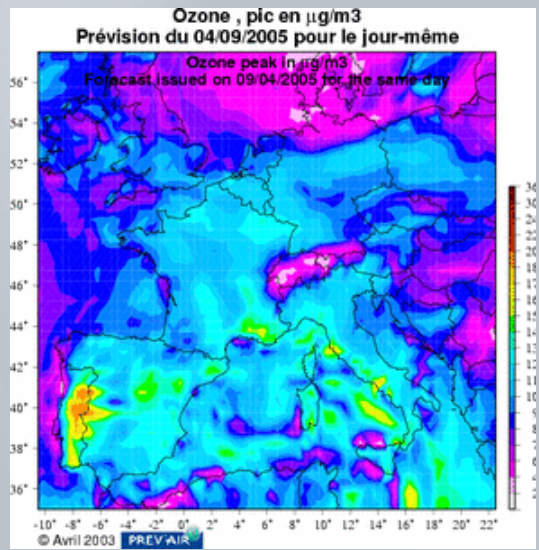 Ozone , pic en µg/m3
Prévision du 04/09/2005 pour le jour-même
Ozone peak in µg/m3
Forecast issued on 09/04/2005 for the same day
56°
54°
52°
50°
48°
46°
44°
42°
40°
38°
36°
-10° -8° -6° -4° -2° 0° 2° 4° 6° 8° 10° 12° 14° 16° 18° 20° 22°
© Avril 2003 PREV'AIR